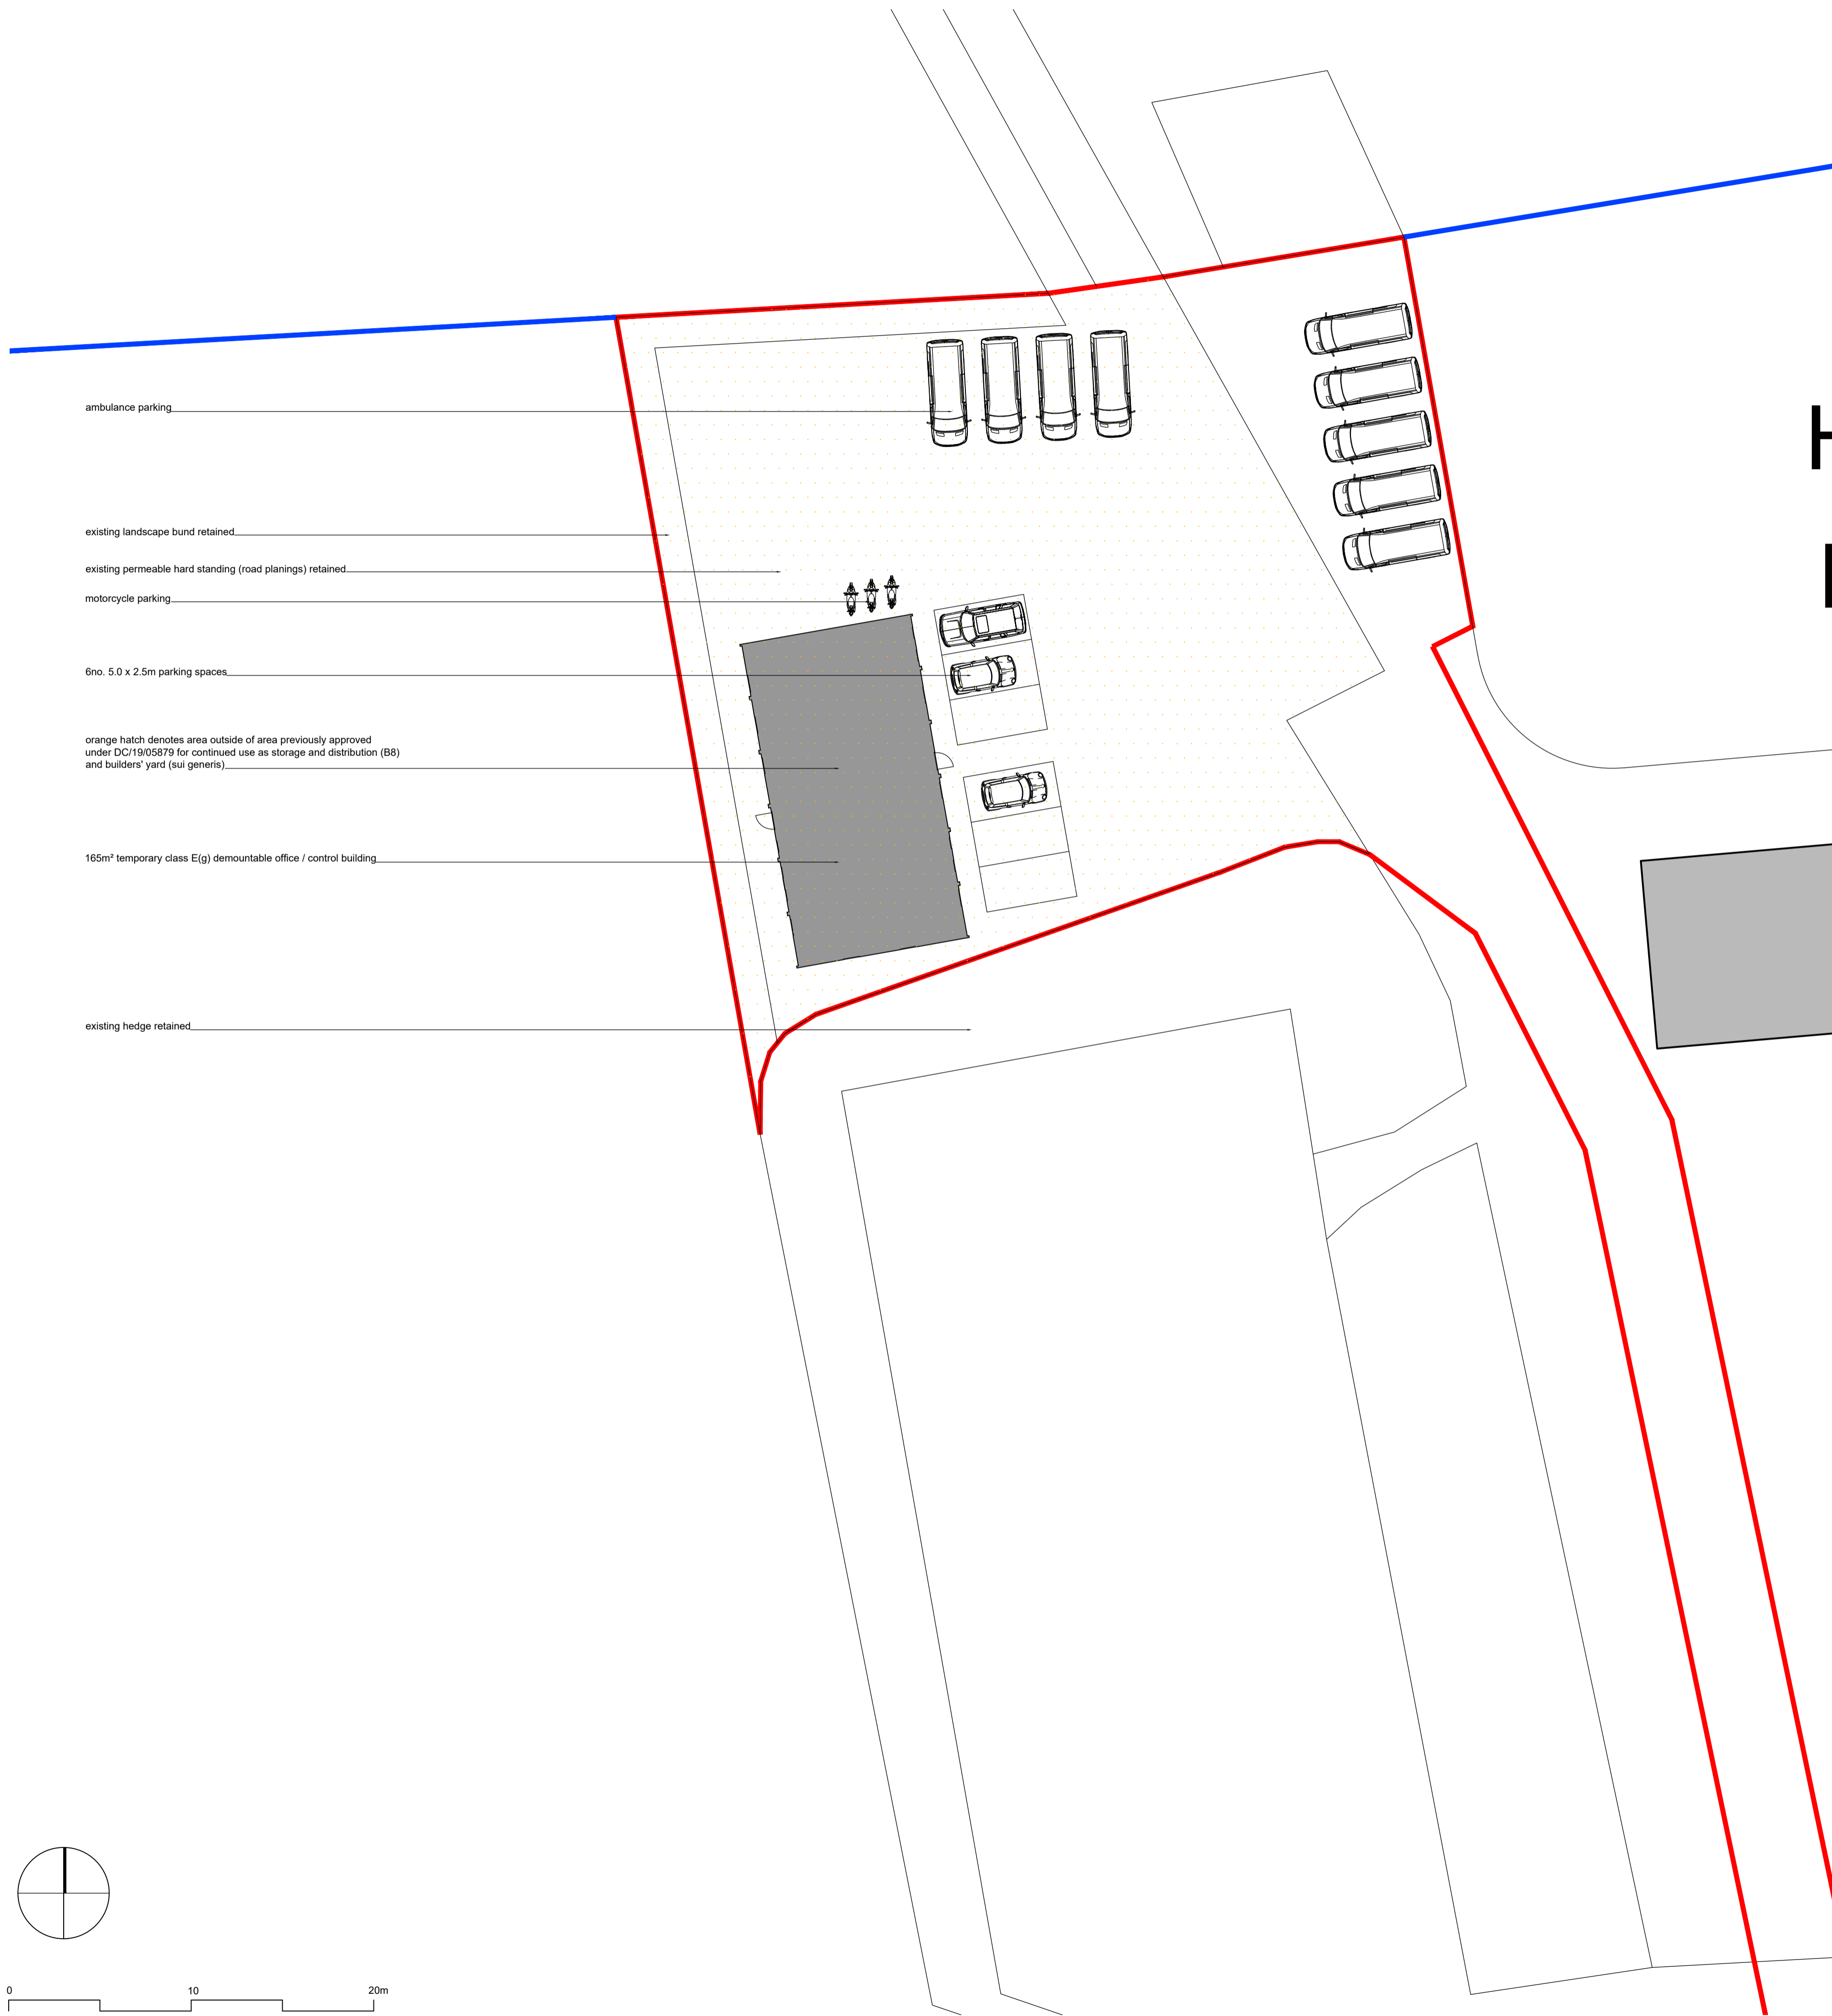 ambulance parking
existing landscape bund retained
existing permeable hard standing (road planings) retained
motorcycle parking
6no. 5.0 x 2.5m parking spaces
orange hatch denotes area outside of area previously approved
under DC/19/05879 for continued use as storage and distribution (B8)
and builders' yard (sui generis)
165m² temporary class E(g) demountable office / control building
existing hedge retained
0 10 20m